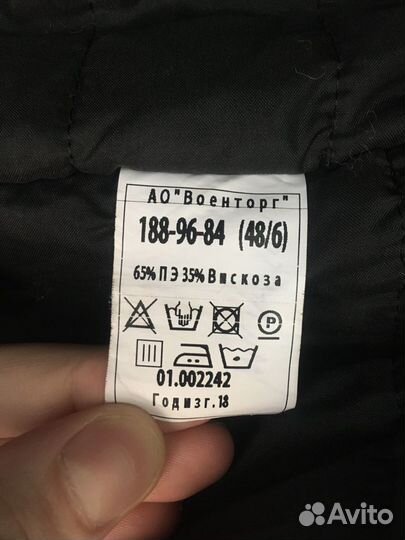 АО"Военторг"
188-96-84 (48/6)
65% ПЭ 35% Вискоза
P
01.002242
Год изг. 18
Avito